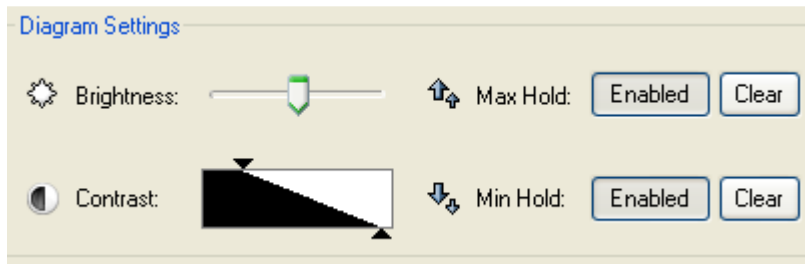 Diagram Settings
Brightness: Max Hold: Enabled Clear
Contrast: Min Hold: Enabled Clear